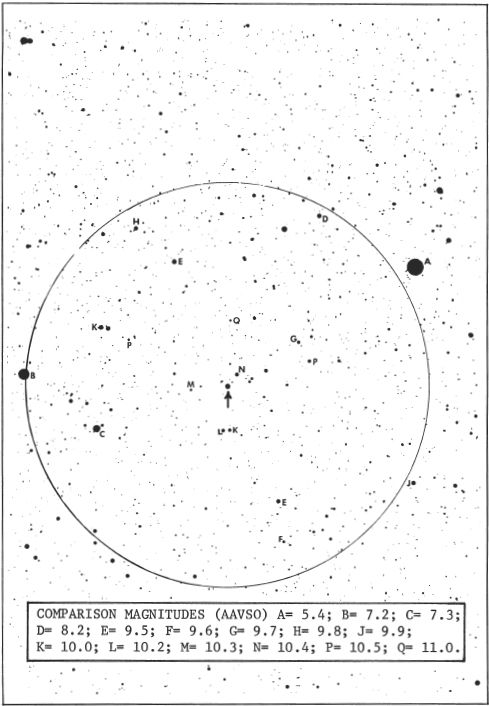 H
D
E
A
Q
K
P
G
P
B
M
N
C
L K
J
E
F
COMPARISON MAGNITUDES (AAVSO) A= 5.4; B= 7.2; C= 7.3;
D= 8.2; E= 9.5; F= 9.6; G= 9.7; H= 9.8; J= 9.9;
K= 10.0; L= 10.2; M= 10.3; N= 10.4; P= 10.5; Q= 11.0.